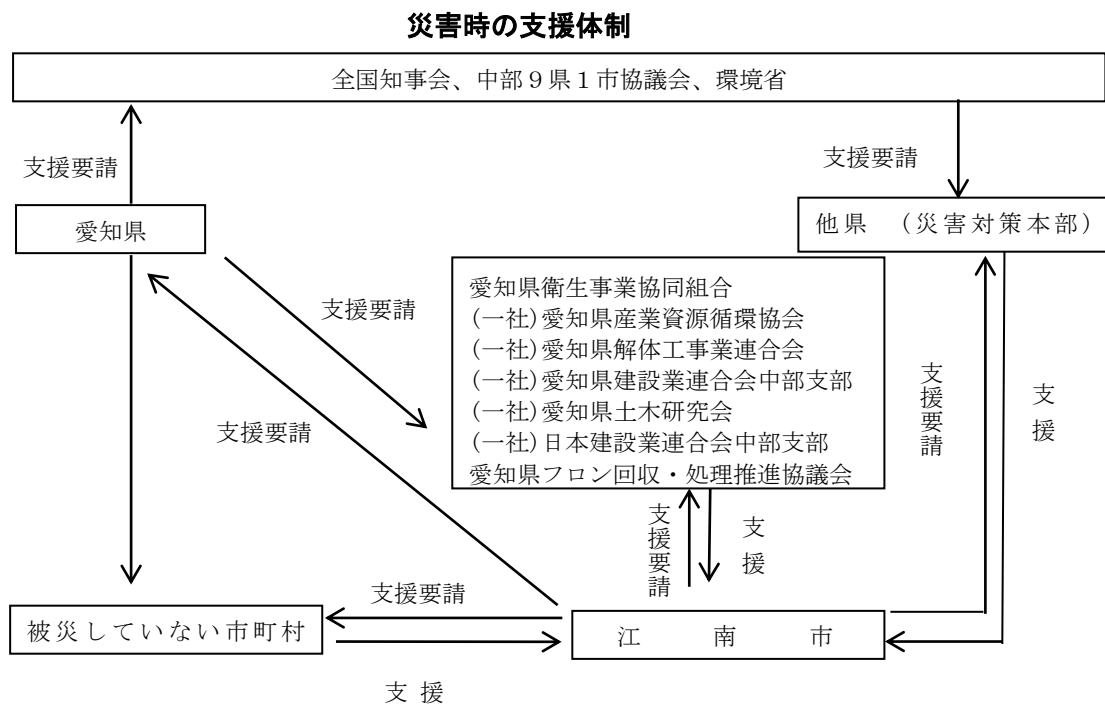 災害時の支援体制
全国知事会、中部９県１市協議会、環境省
支援要請
支援要請
愛知県
他県　（災害対策本部）
支援要請
愛知県衛生事業協同組合
(一社)愛知県産業資源循環協会
(一社)愛知県解体工事業連合会
(一社)愛知県建設業連合会中部支部
(一社)愛知県土木研究会
(一社)日本建設業連合会中部支部
愛知県フロン回収・処理推進協議会
支援要請
支援要請
支援
支援要請
支援
支援要請
被災していない市町村
江　南　市
支 援